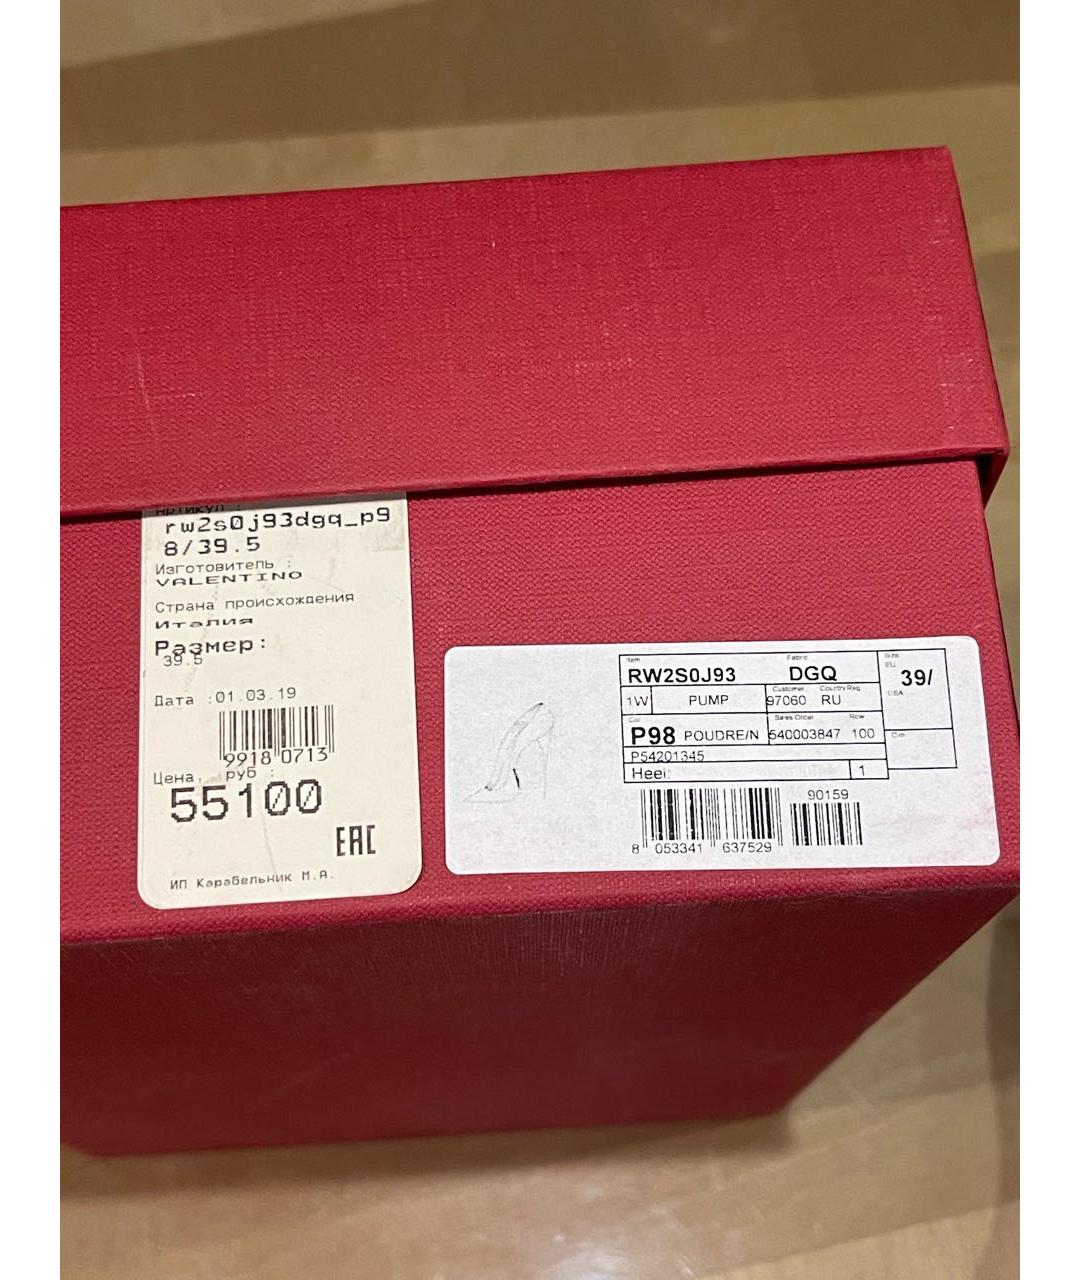 Артикул :
rw2s0j93dgq_p9
8/39.5
Изготовитель :
VALENTINO
Страна происхождения
Италия
Размер:
39.5
Дата :01.03.19
9918 0713
Цена, руб :
55100
EAC
ИП Карабельник М.А.
Item Fabric Size
RW2S0J93 DGQ EU 39/
USA
1W PUMP Customer 97060 Country Req. RU
Col Sales Order Row
P98 POUDRE/N 540003847 100
P54201345
Heel: 1
90159
8 053341 637529